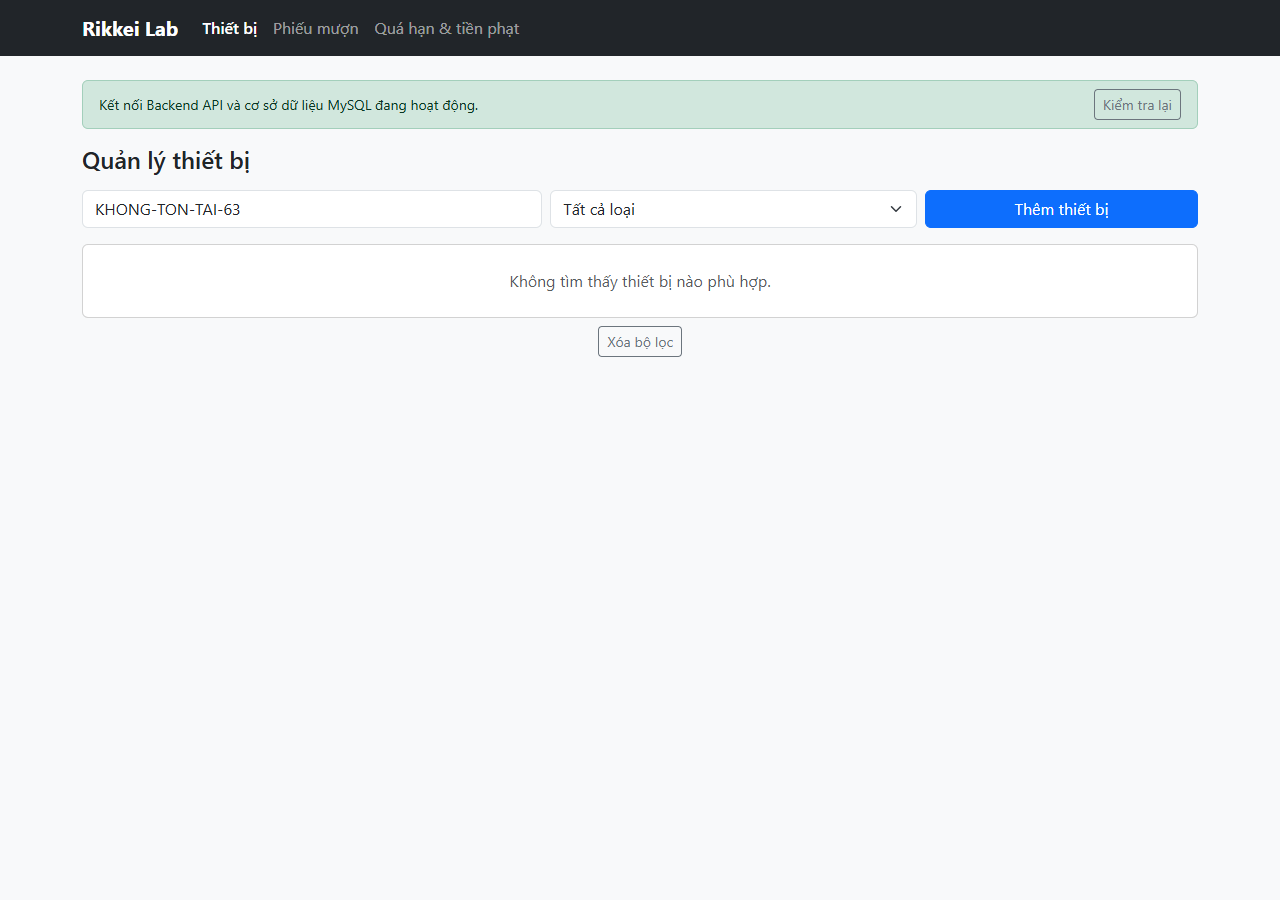 Rikkei Lab Thiết bị Phiếu mượn Quá hạn & tiền phạt
Kết nối Backend API và cơ sở dữ liệu MySQL đang hoạt động. Kiểm tra lại
Quản lý thiết bị
KHONG-TON-TAI-63 Tất cả loại Thêm thiết bị
Không tìm thấy thiết bị nào phù hợp.
Xóa bộ lọc